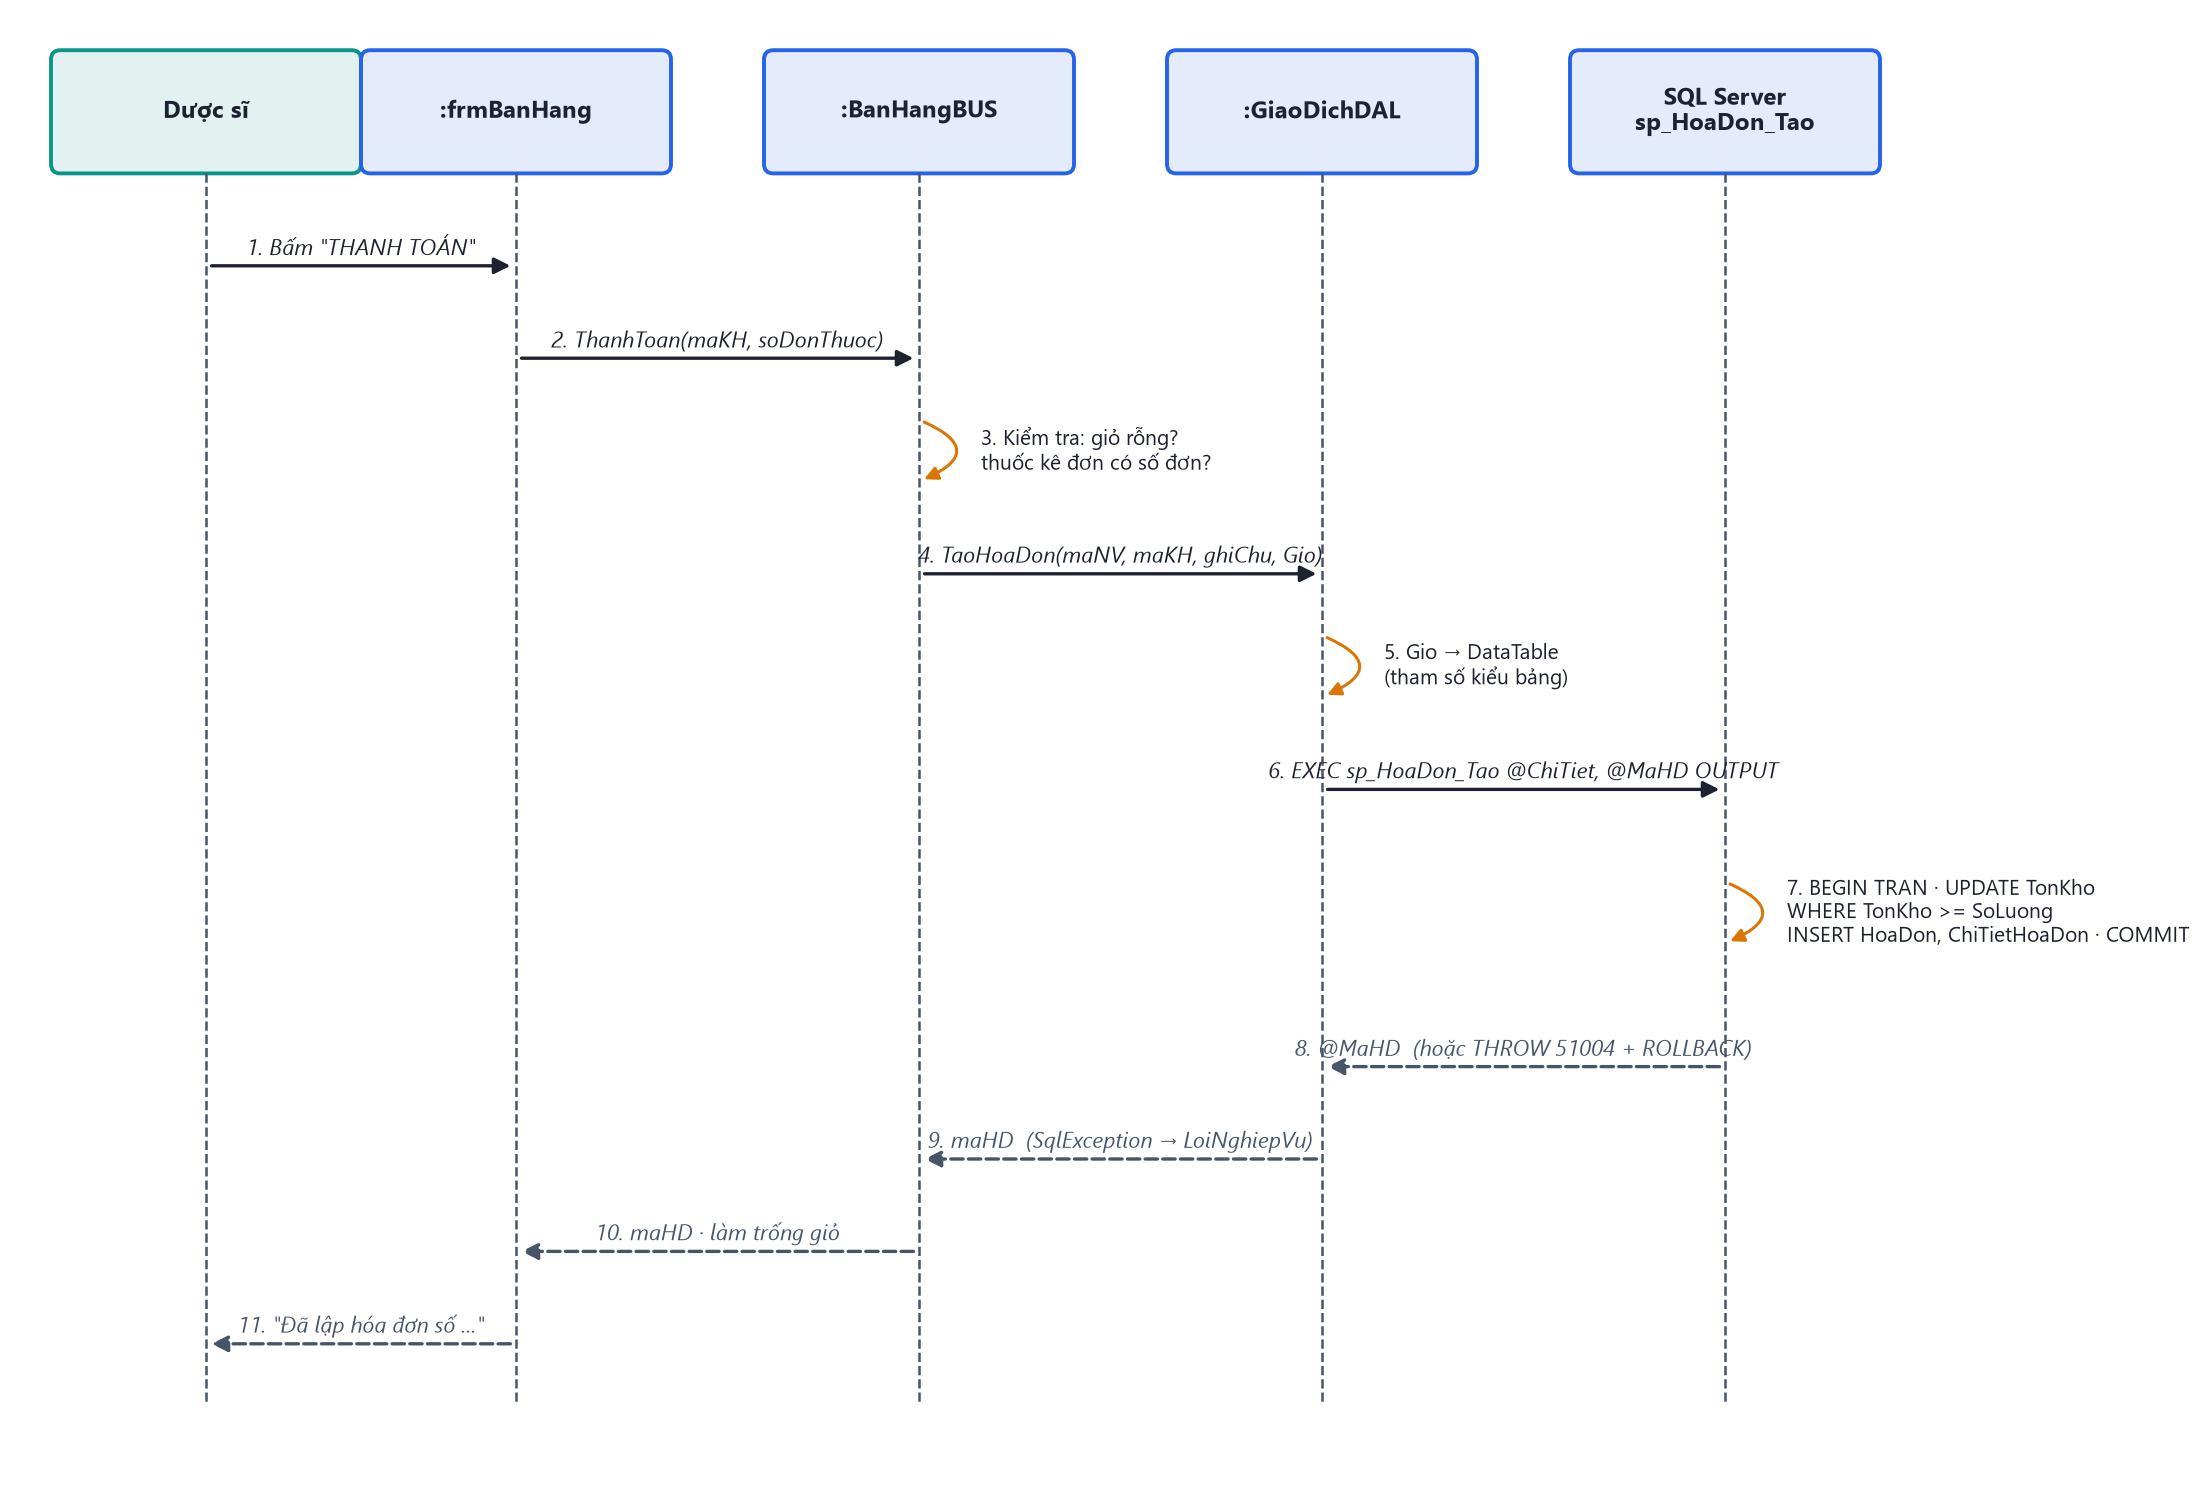 Dược sĩ
:frmBanHang
:BanHangBUS
:GiaoDichDAL
SQL Server
sp_HoaDon_Tao
1. Bấm "THANH TOÁN"
2. ThanhToan(maKH, soDonThuoc)
3. Kiểm tra: giỏ rỗng?
thuốc kê đơn có số đơn?
4. TaoHoaDon(maNV, maKH, ghiChu, Gio)
5. Gio → DataTable
(tham số kiểu bảng)
6. EXEC sp_HoaDon_Tao @ChiTiet, @MaHD OUTPUT
7. BEGIN TRAN · UPDATE TonKho
WHERE TonKho >= SoLuong
INSERT HoaDon, ChiTietHoaDon · COMMIT
8. @MaHD  (hoặc THROW 51004 + ROLLBACK)
9. maHD  (SqlException → LoiNghiepVu)
10. maHD · làm trống giỏ
11. "Đã lập hóa đơn số ..."